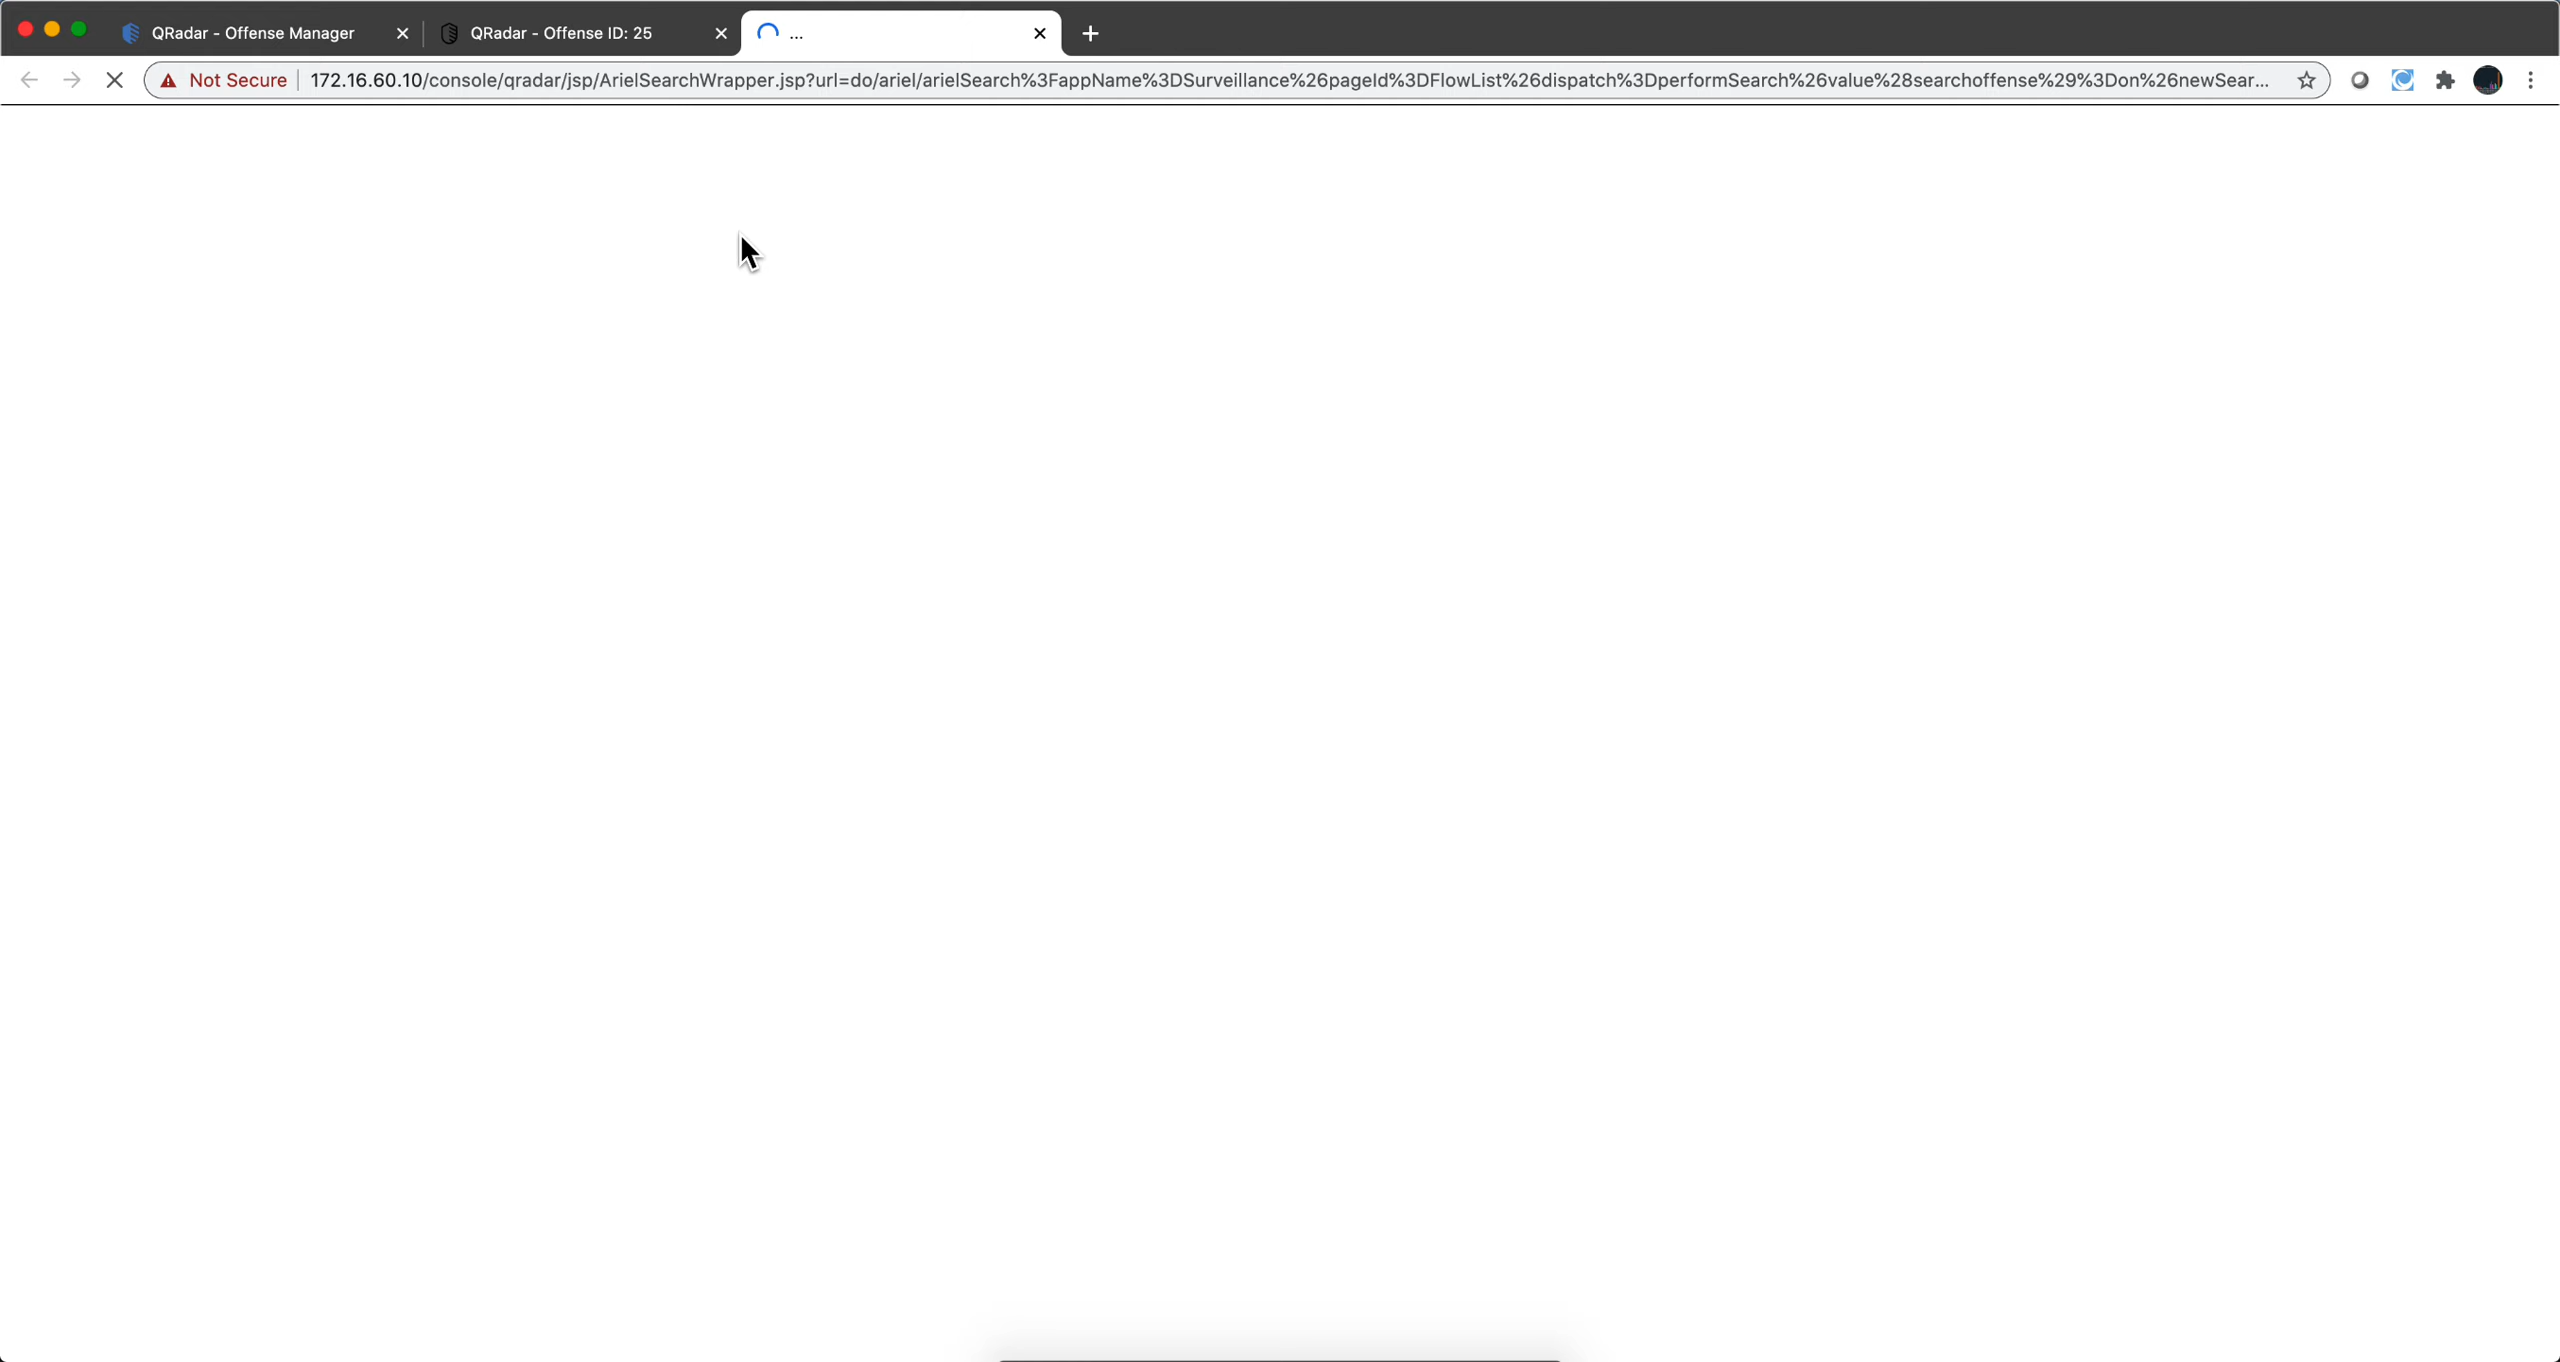 QRadar - Offense Manager
QRadar - Offense ID: 25
...
Not Secure
172.16.60.10/console/qradar/jsp/ArielSearchWrapper.jsp?url=do/ariel/arielSearch%3FappName%3DSurveillance%26pageId%3DFlowList%26dispatch%3DperformSearch%26value%28searchoffense%29%3Don%26newSear...